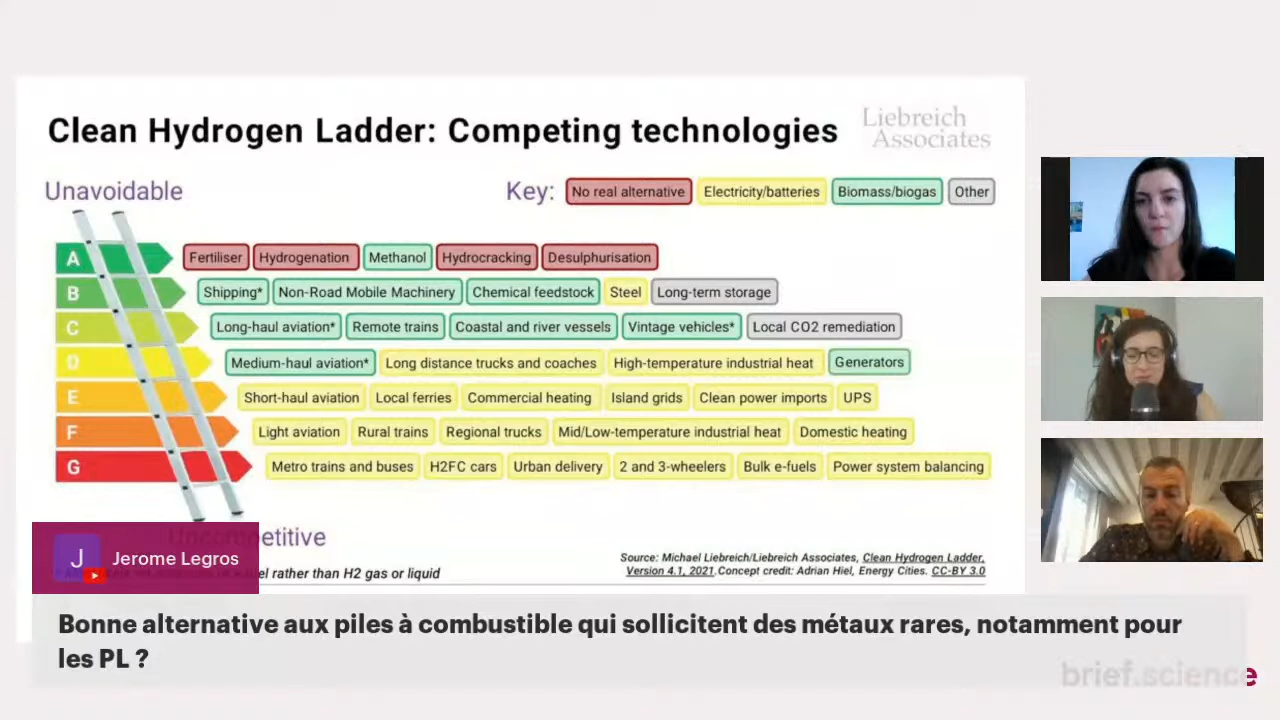 Clean Hydrogen Ladder: Competing technologies
Liebreich
Associates
Unavoidable
Key: No real alternative Electricity/batteries Biomass/biogas Other
A Fertiliser Hydrogenation Methanol Hydrocracking Desulphurisation
B Shipping* Non-Road Mobile Machinery Chemical feedstock Steel Long-term storage
C Long-haul aviation* Remote trains Coastal and river vessels Vintage vehicles* Local CO2 remediation
D Medium-haul aviation* Long distance trucks and coaches High-temperature industrial heat Generators
E Short-haul aviation Local ferries Commercial heating Island grids Clean power imports UPS
F Light aviation Rural trains Regional trucks Mid/Low-temperature industrial heat Domestic heating
G Metro trains and buses H2FC cars Urban delivery 2 and 3-wheelers Bulk e-fuels Power system balancing
J Jerome Legros
rather than H2 gas or liquid
Source: Michael Liebreich/Liebreich Associates, Clean Hydrogen Ladder,
Version 4.1, 2021.Concept credit: Adrian Hiel, Energy Cities. CC-BY 3.0
Bonne alternative aux piles à combustible qui sollicitent des métaux rares, notamment pour
les PL ?
brief.science